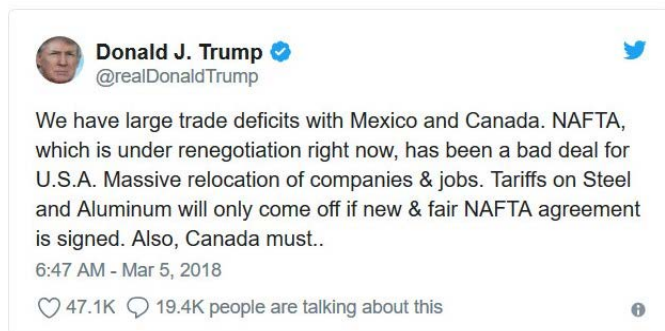 Donald J. Trump
@realDonaldTrump
We have large trade deficits with Mexico and Canada. NAFTA,
which is under renegotiation right now, has been a bad deal for
U.S.A. Massive relocation of companies & jobs. Tariffs on Steel
and Aluminum will only come off if new & fair NAFTA agreement
is signed. Also, Canada must..
6:47 AM - Mar 5, 2018
47.1K 19.4K people are talking about this